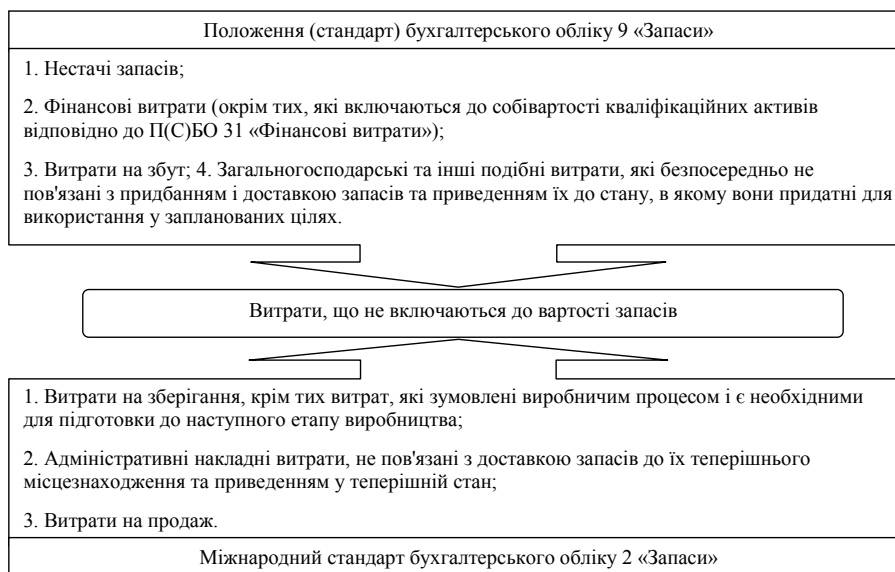 Положення (стандарт) бухгалтерського обліку 9 «Запаси»
1. Нестачі запасів;
2. Фінансові витрати (окрім тих, які включаються до собівартості кваліфікаційних активів
відповідно до П(С)БО 31 «Фінансові витрати»);
3. Витрати на збут; 4. Загальногосподарські та інші подібні витрати, які безпосередньо не
пов'язані з придбанням і доставкою запасів та приведенням їх до стану, в якому вони придатні для
використання у запланованих цілях.
Витрати, що не включаються до вартості запасів
1. Витрати на зберігання, крім тих витрат, які зумовлені виробничим процесом і є необхідними
для підготовки до наступного етапу виробництва;
2. Адміністративні накладні витрати, не пов'язані з доставкою запасів до їх теперішнього
місцезнаходження та приведенням у теперішній стан;
3. Витрати на продаж.
Міжнародний стандарт бухгалтерського обліку 2 «Запаси»